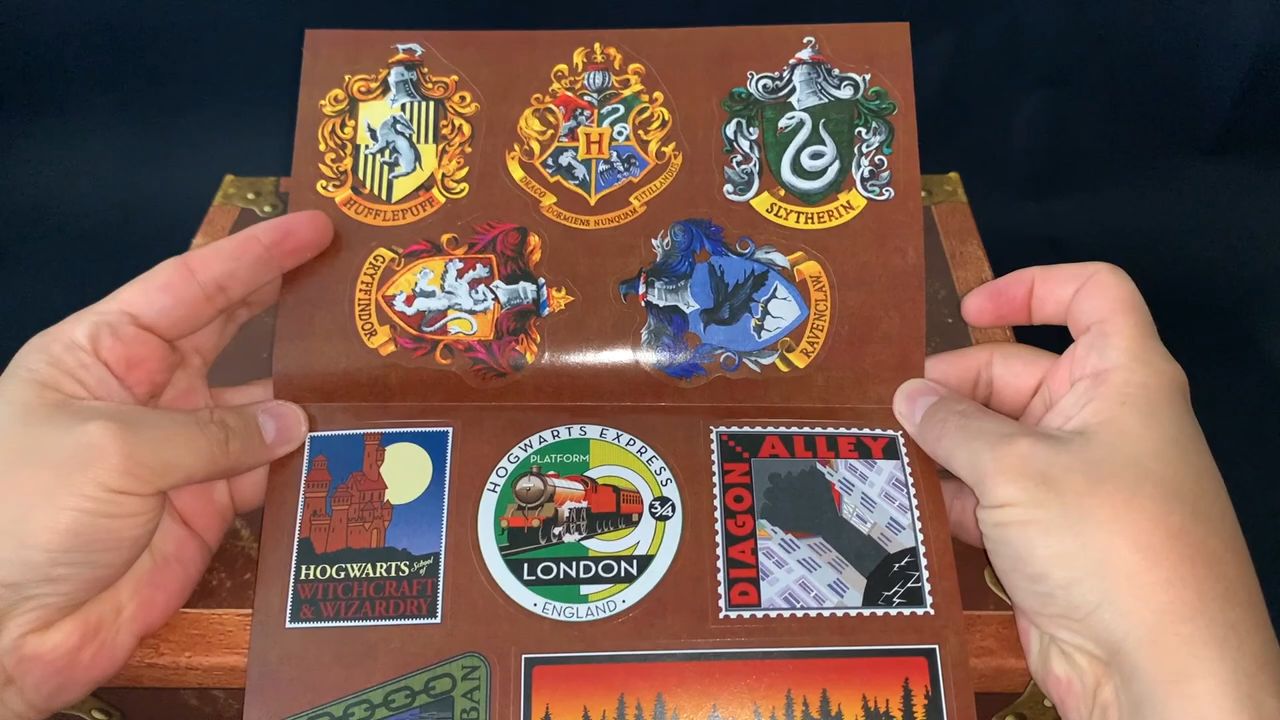 HUFFLEPUFF
H
DRACO DORMIENS NUNQUAM TITILLANDUS
SLYTHERIN
GRYFFINDOR
RAVENCLAW
HOGWARTS School of
WITCHCRAFT
& WIZARDRY
HOGWARTS EXPRESS
PLATFORM
9 3/4
LONDON
• ENGLAND •
DIAGON ALLEY
BAN